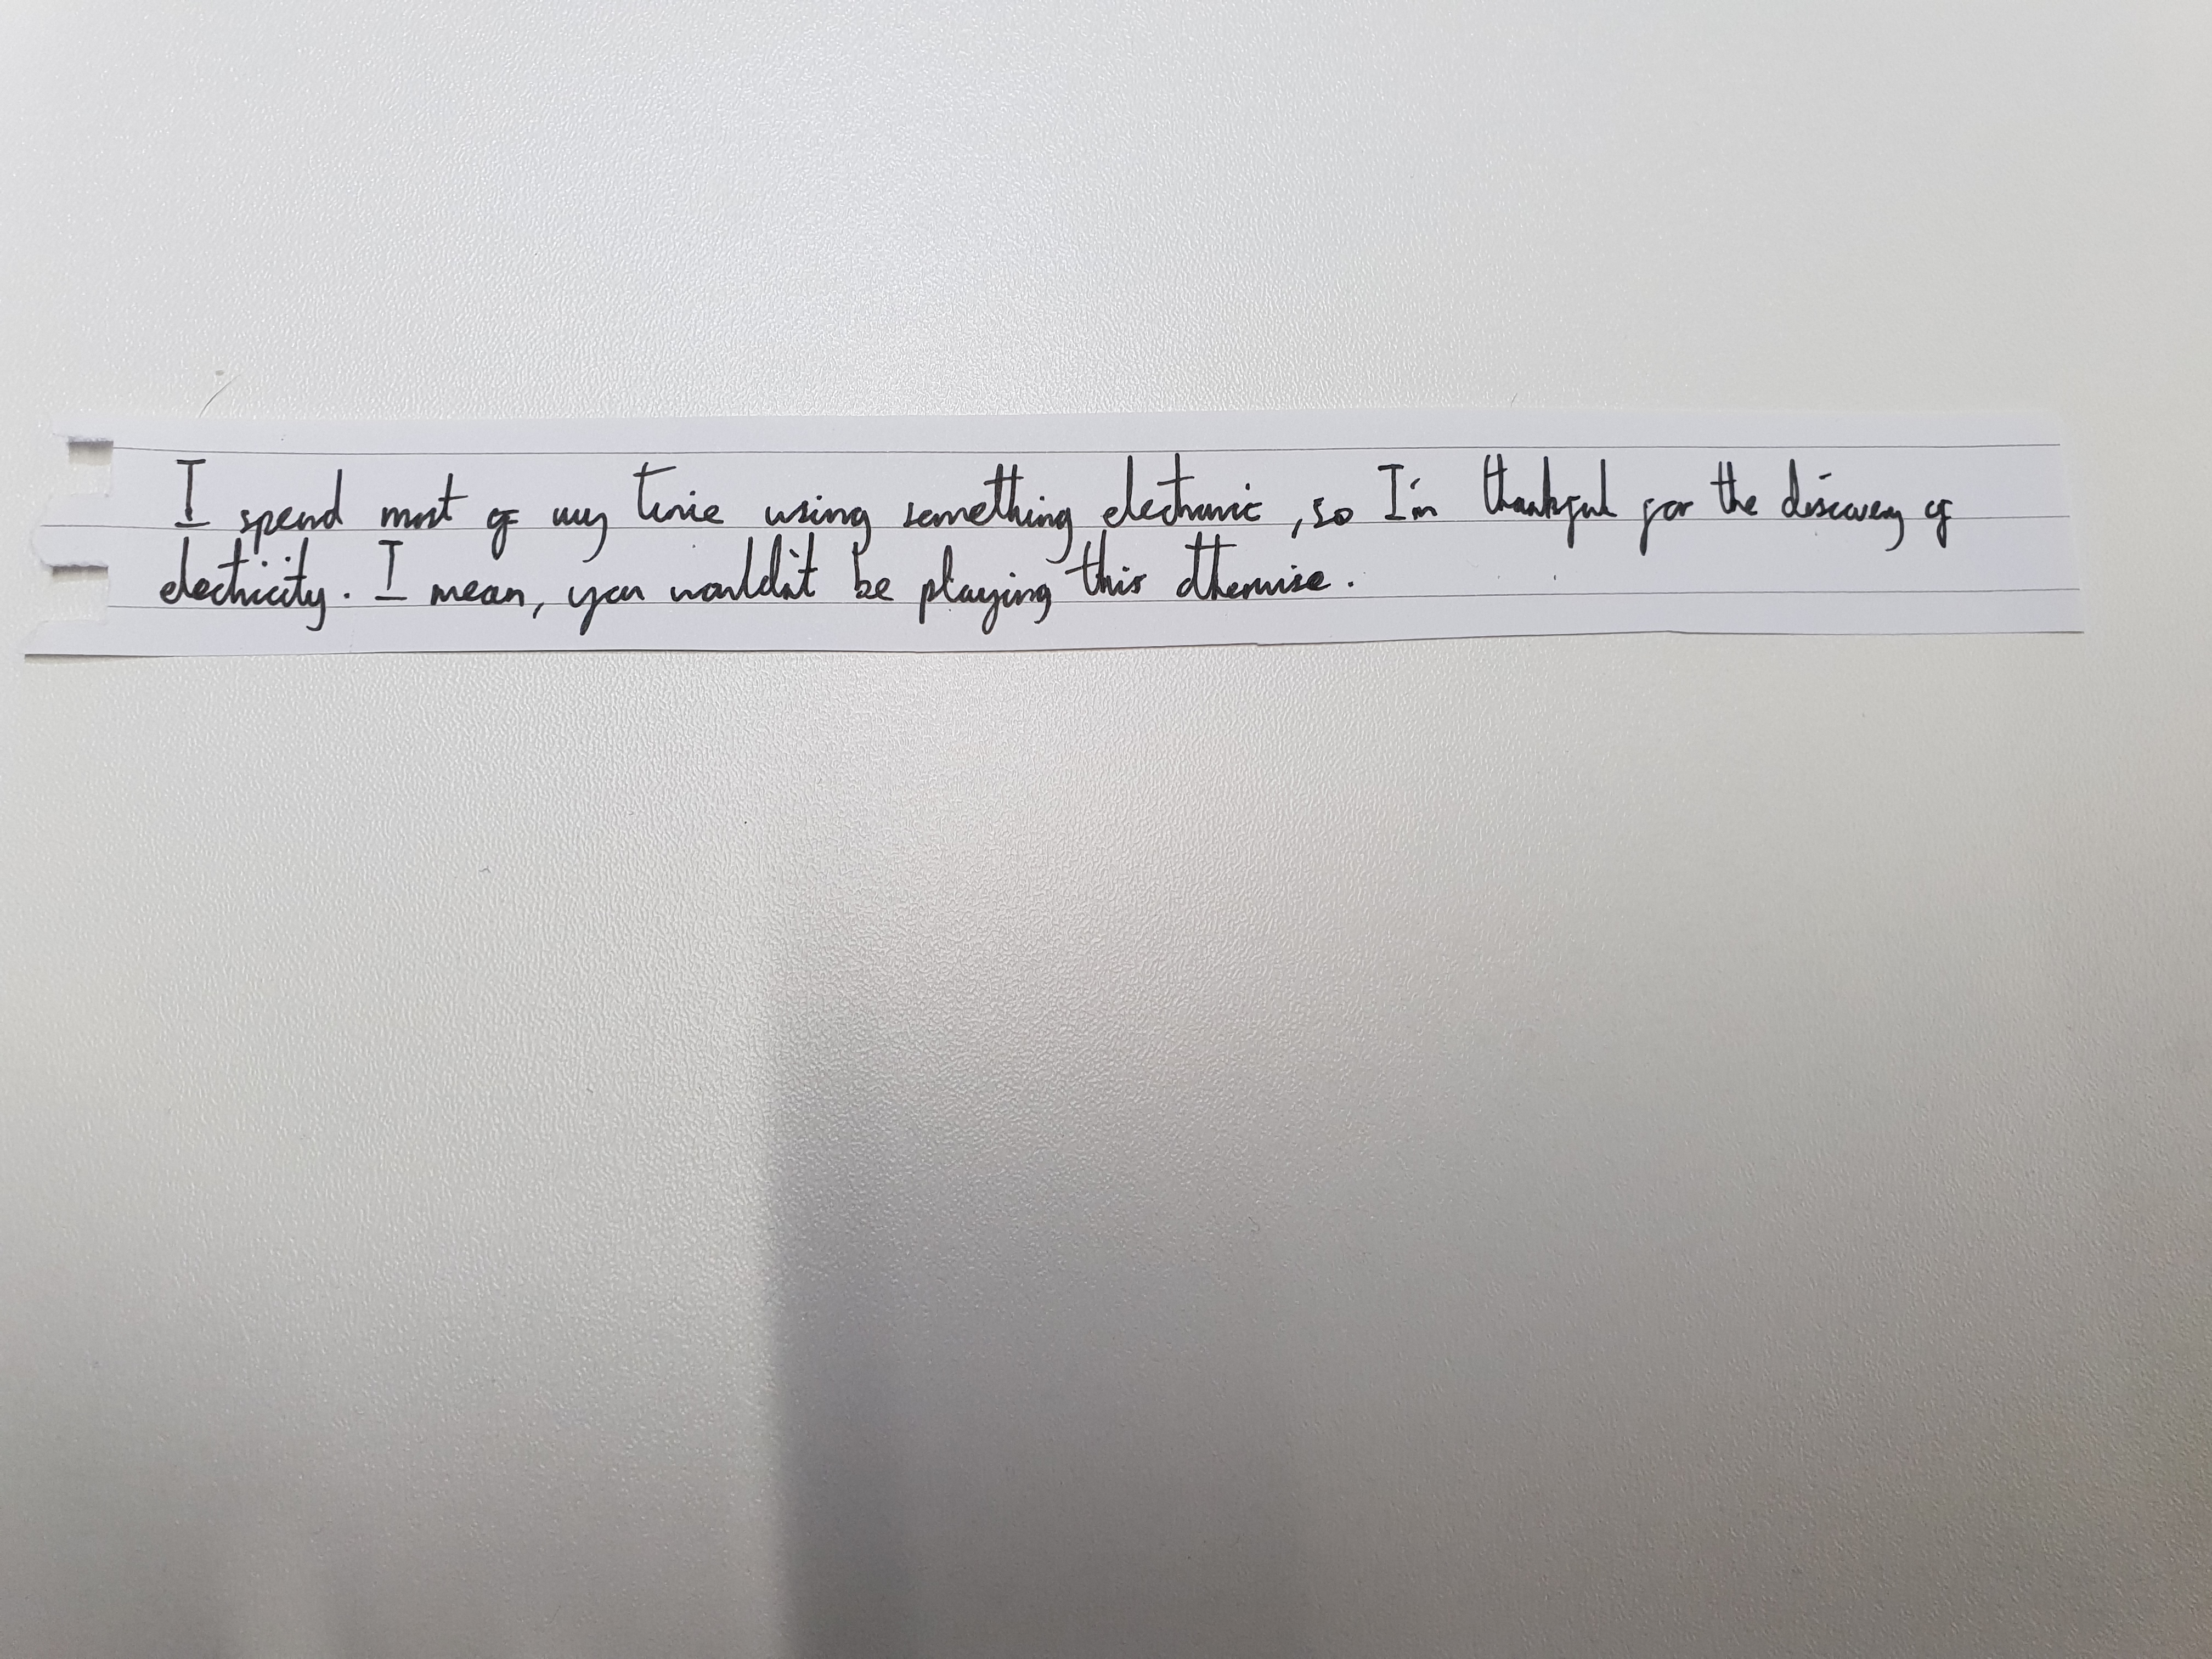 I spend most of my time using something electronic, so I'm thankful for the discovery of
electricity. I mean, you wouldn't be playing this otherwise.